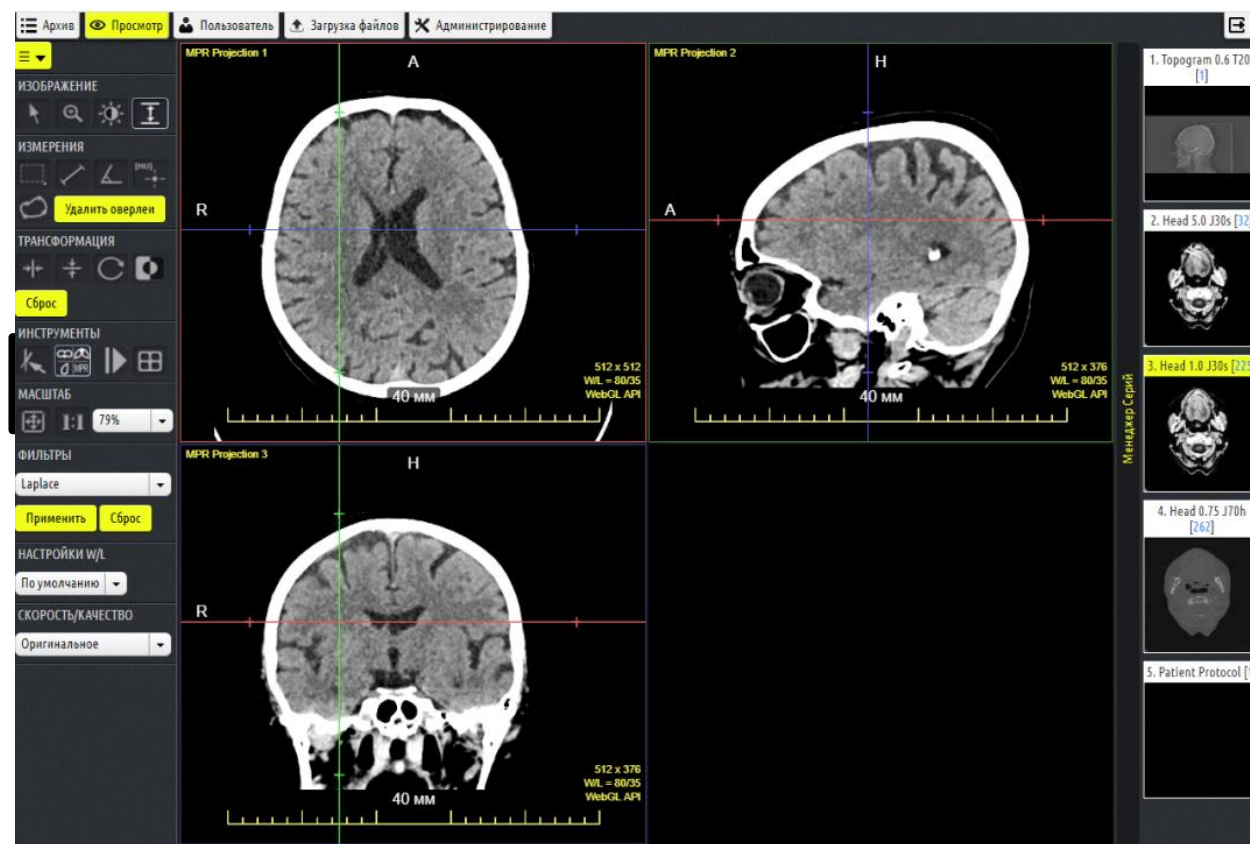 Архив
Просмотр
Пользователь
Загрузка файлов
Администрирование
ИЗОБРАЖЕНИЕ
ИЗМЕРЕНИЯ
[HU]
Удалить оверлеи
ТРАНСФОРМАЦИЯ
Сброс
ИНСТРУМЕНТЫ
MPR
МАСШТАБ
1:1
79%
ФИЛЬТРЫ
Laplace
Применить
Сброс
НАСТРОЙКИ W/L
По умолчанию
СКОРОСТЬ/КАЧЕСТВО
Оригинальное
MPR Projection 1
A
R
512 x 512
W/L = 80/35
WebGL API
40 мм
MPR Projection 2
H
A
512 x 376
W/L = 80/35
WebGL API
40 мм
MPR Projection 3
H
R
512 x 376
W/L = 80/35
WebGL API
40 мм
Менеджер Серий
1. Topogram 0.6 T20
[1]
2. Head 5.0 J30s [32]
3. Head 1.0 J30s [225
4. Head 0.75 J70h
[262]
5. Patient Protocol [1